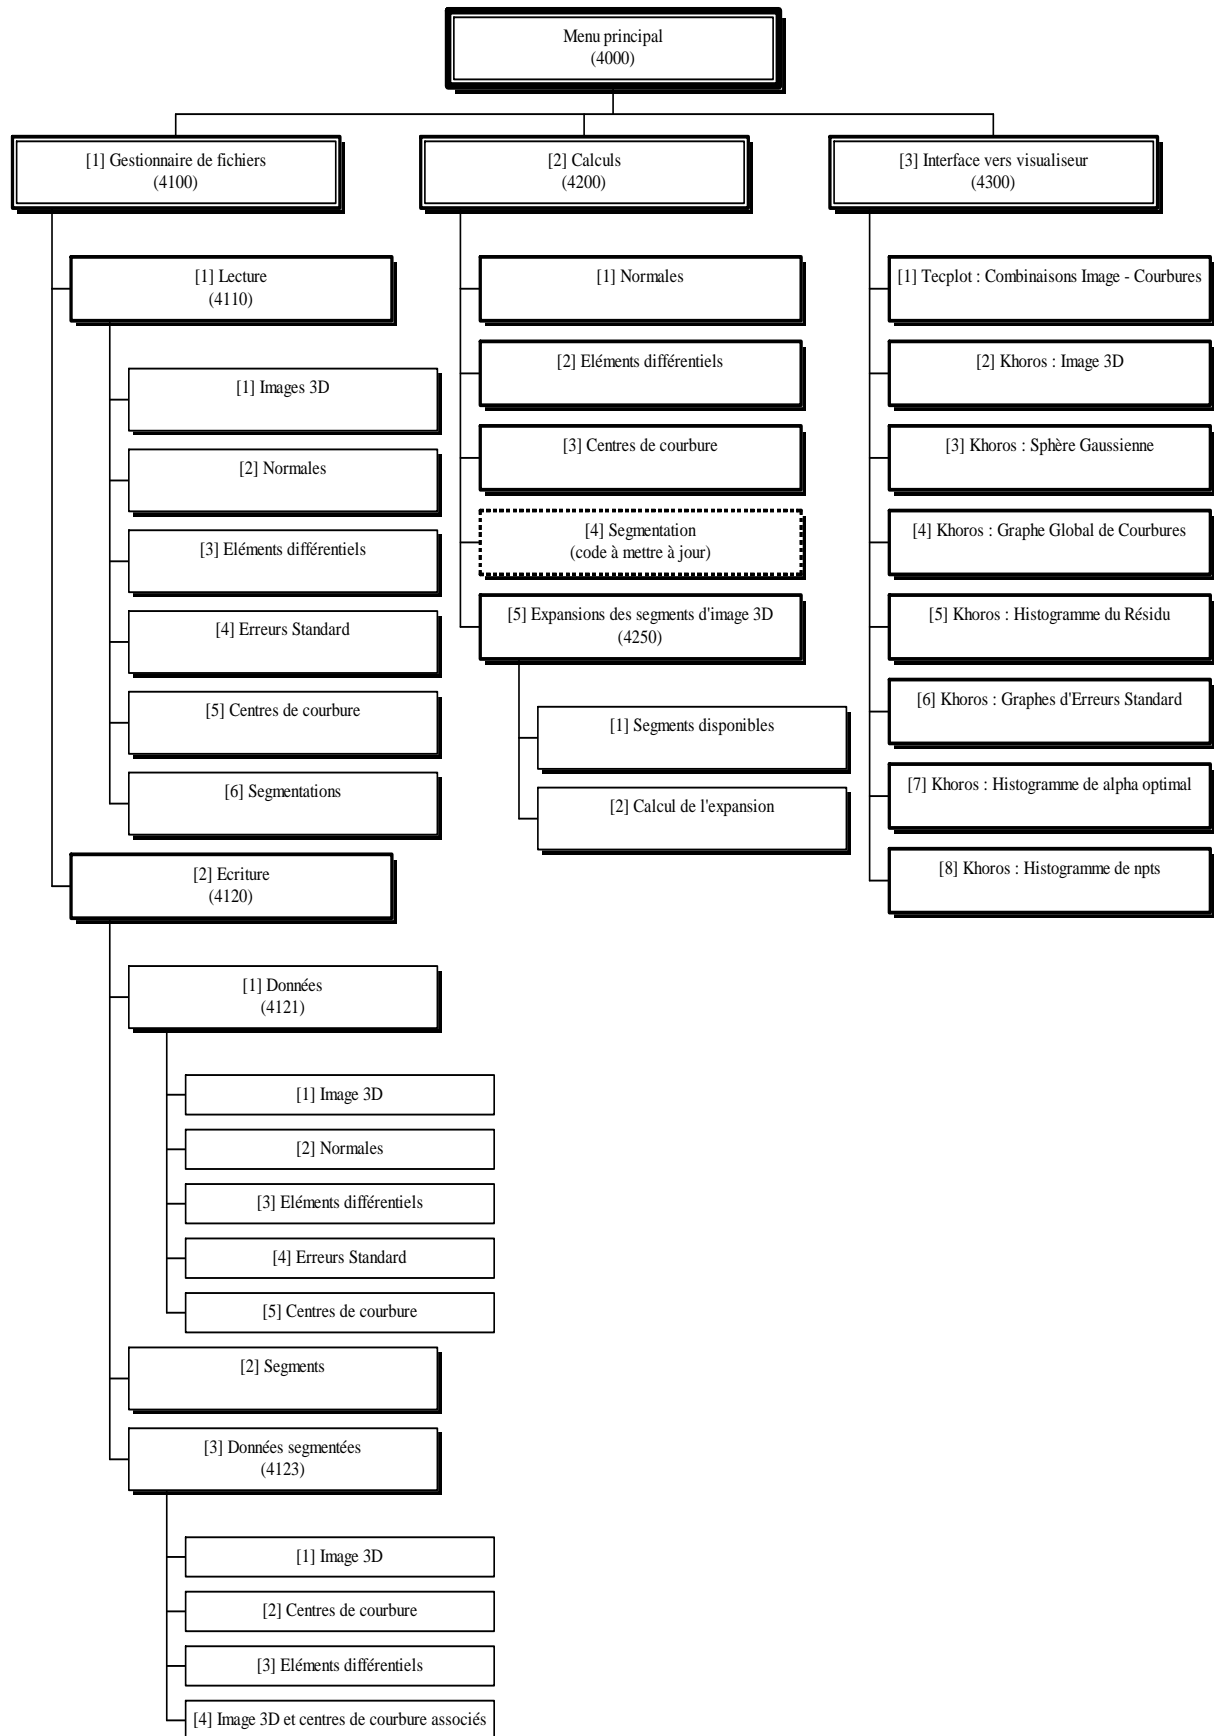 Menu principal
(4000)
[1] Gestionnaire de fichiers
(4100)
[2] Calculs
(4200)
[3] Interface vers visualiseur
(4300)
[1] Lecture
(4110)
[1] Images 3D
[2] Normales
[3] Eléments différentiels
[4] Erreurs Standard
[5] Centres de courbure
[6] Segmentations
[2] Ecriture
(4120)
[1] Données
(4121)
[1] Image 3D
[2] Normales
[3] Eléments différentiels
[4] Erreurs Standard
[5] Centres de courbure
[2] Segments
[3] Données segmentées
(4123)
[1] Image 3D
[2] Centres de courbure
[3] Eléments différentiels
[4] Image 3D et centres de courbure associés
[1] Normales
[2] Eléments différentiels
[3] Centres de courbure
[4] Segmentation
(code à mettre à jour)
[5] Expansions des segments d'image 3D
(4250)
[1] Segments disponibles
[2] Calcul de l'expansion
[1] Tecplot : Combinaisons Image - Courbures
[2] Khoros : Image 3D
[3] Khoros : Sphère Gaussienne
[4] Khoros : Graphe Global de Courbures
[5] Khoros : Histogramme du Résidu
[6] Khoros : Graphes d'Erreurs Standard
[7] Khoros : Histogramme de alpha optimal
[8] Khoros : Histogramme de npts